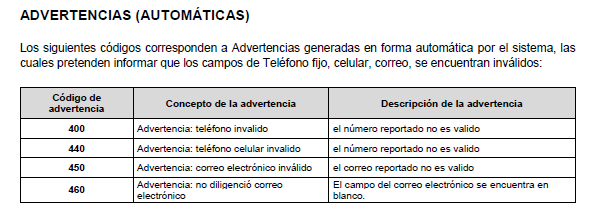 ADVERTENCIAS (AUTOMÁTICAS)
Los siguientes códigos corresponden a Advertencias generadas en forma automática por el sistema, las
cuales pretenden informar que los campos de Teléfono fijo, celular, correo, se encuentran inválidos:
Código de advertencia Concepto de la advertencia Descripción de la advertencia
400 Advertencia: teléfono invalido el número reportado no es valido
440 Advertencia: teléfono celular invalido el número reportado no es valido
450 Advertencia: correo electrónico inválido el correo reportado no es valido
460 Advertencia: no diligenció correo electrónico El campo del correo electrónico se encuentra en blanco.